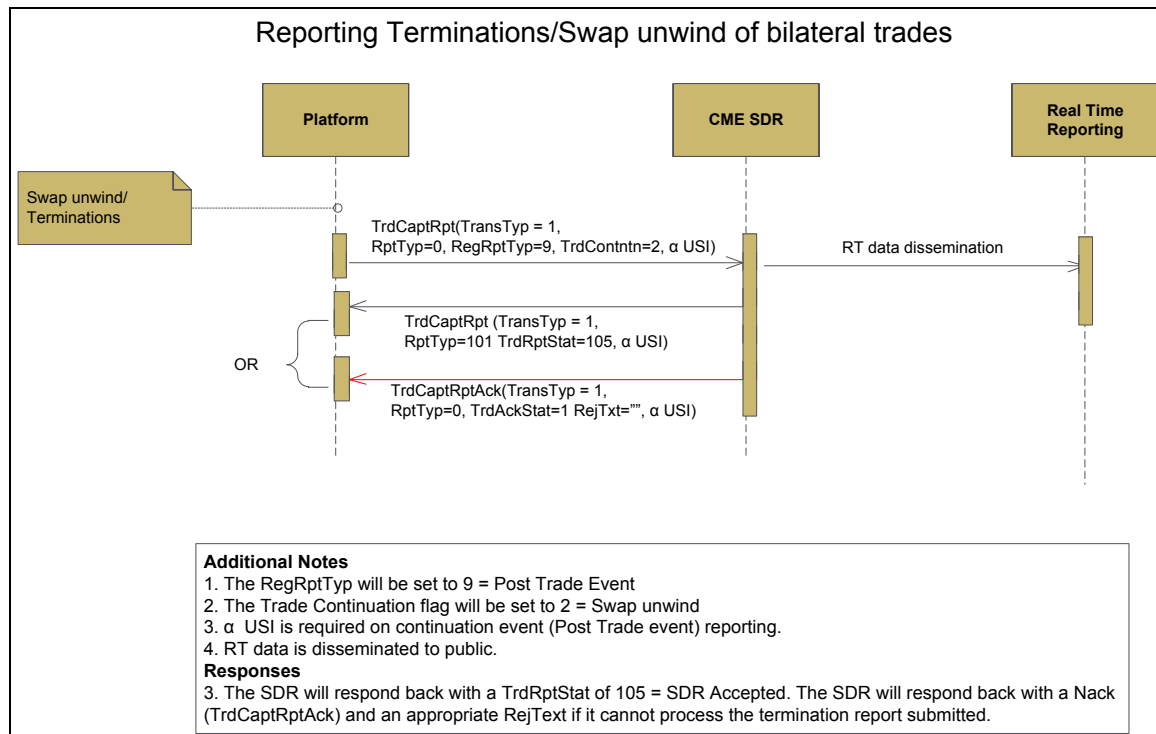 Reporting Terminations/Swap unwind of bilateral trades
Platform
CME SDR
Real Time
Reporting
Swap unwind/
Terminations
TrdCaptRpt(TransTyp = 1,
RptTyp=0, RegRptTyp=9, TrdContntn=2, α USI)
RT data dissemination
TrdCaptRpt (TransTyp = 1,
RptTyp=101 TrdRptStat=105, α USI)
OR
TrdCaptRptAck(TransTyp = 1,
RptTyp=0, TrdAckStat=1 RejTxt="", α USI)
Additional Notes
1. The RegRptTyp will be set to 9 = Post Trade Event
2. The Trade Continuation flag will be set to 2 = Swap unwind
3. α  USI is required on continuation event (Post Trade event) reporting.
4. RT data is disseminated to public.
Responses
3. The SDR will respond back with a TrdRptStat of 105 = SDR Accepted. The SDR will respond back with a Nack
(TrdCaptRptAck) and an appropriate RejText if it cannot process the termination report submitted.